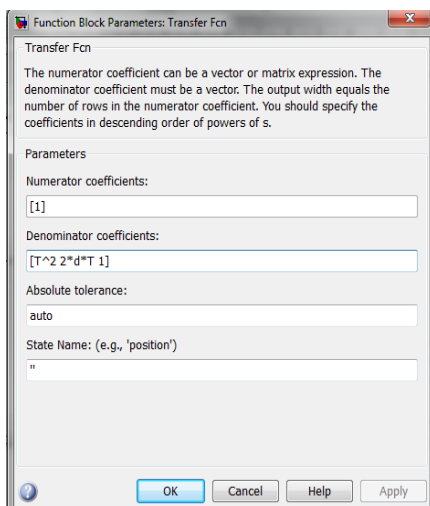 Function Block Parameters: Transfer Fcn
Transfer Fcn
The numerator coefficient can be a vector or matrix expression. The
denominator coefficient must be a vector. The output width equals the
number of rows in the numerator coefficient. You should specify the
coefficients in descending order of powers of s.
Parameters
Numerator coefficients:
[1]
Denominator coefficients:
[T^2 2*d*T 1]
Absolute tolerance:
auto
State Name: (e.g., 'position')
''
OK Cancel Help Apply